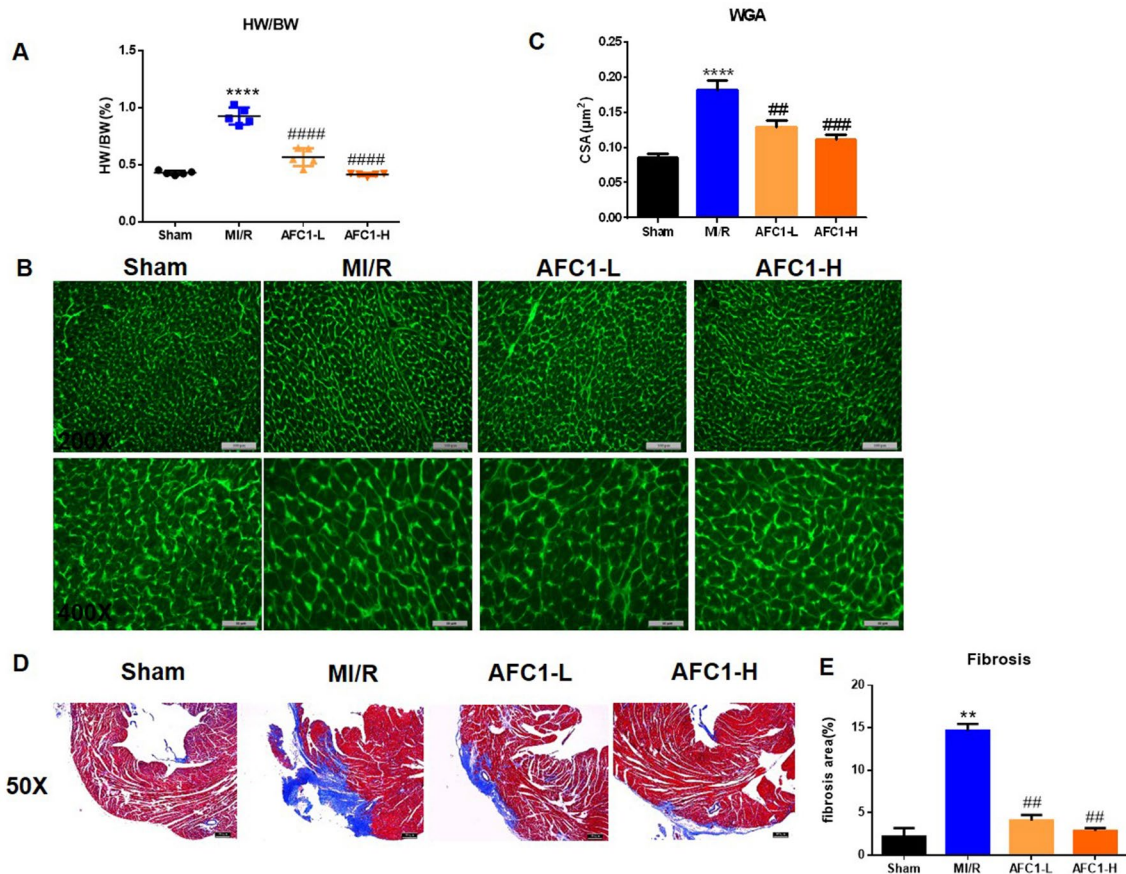 A
HW/BW
HW/BW(%)
1.5
1.0
0.5
0.0
****
####
####
Sham MI/R AFC1-L AFC1-H
C
WGA
CSA (μm²)
0.20
0.15
0.10
0.05
0.00
****
##
###
Sham MI/R AFC1-L AFC1-H
B
Sham MI/R AFC1-L AFC1-H
200X
400X
D
Sham MI/R AFC1-L AFC1-H
50X
E
Fibrosis
fibrosis area(%)
20
15
10
5
0
**
##
##
Sham MI/R AFC1-L AFC1-H